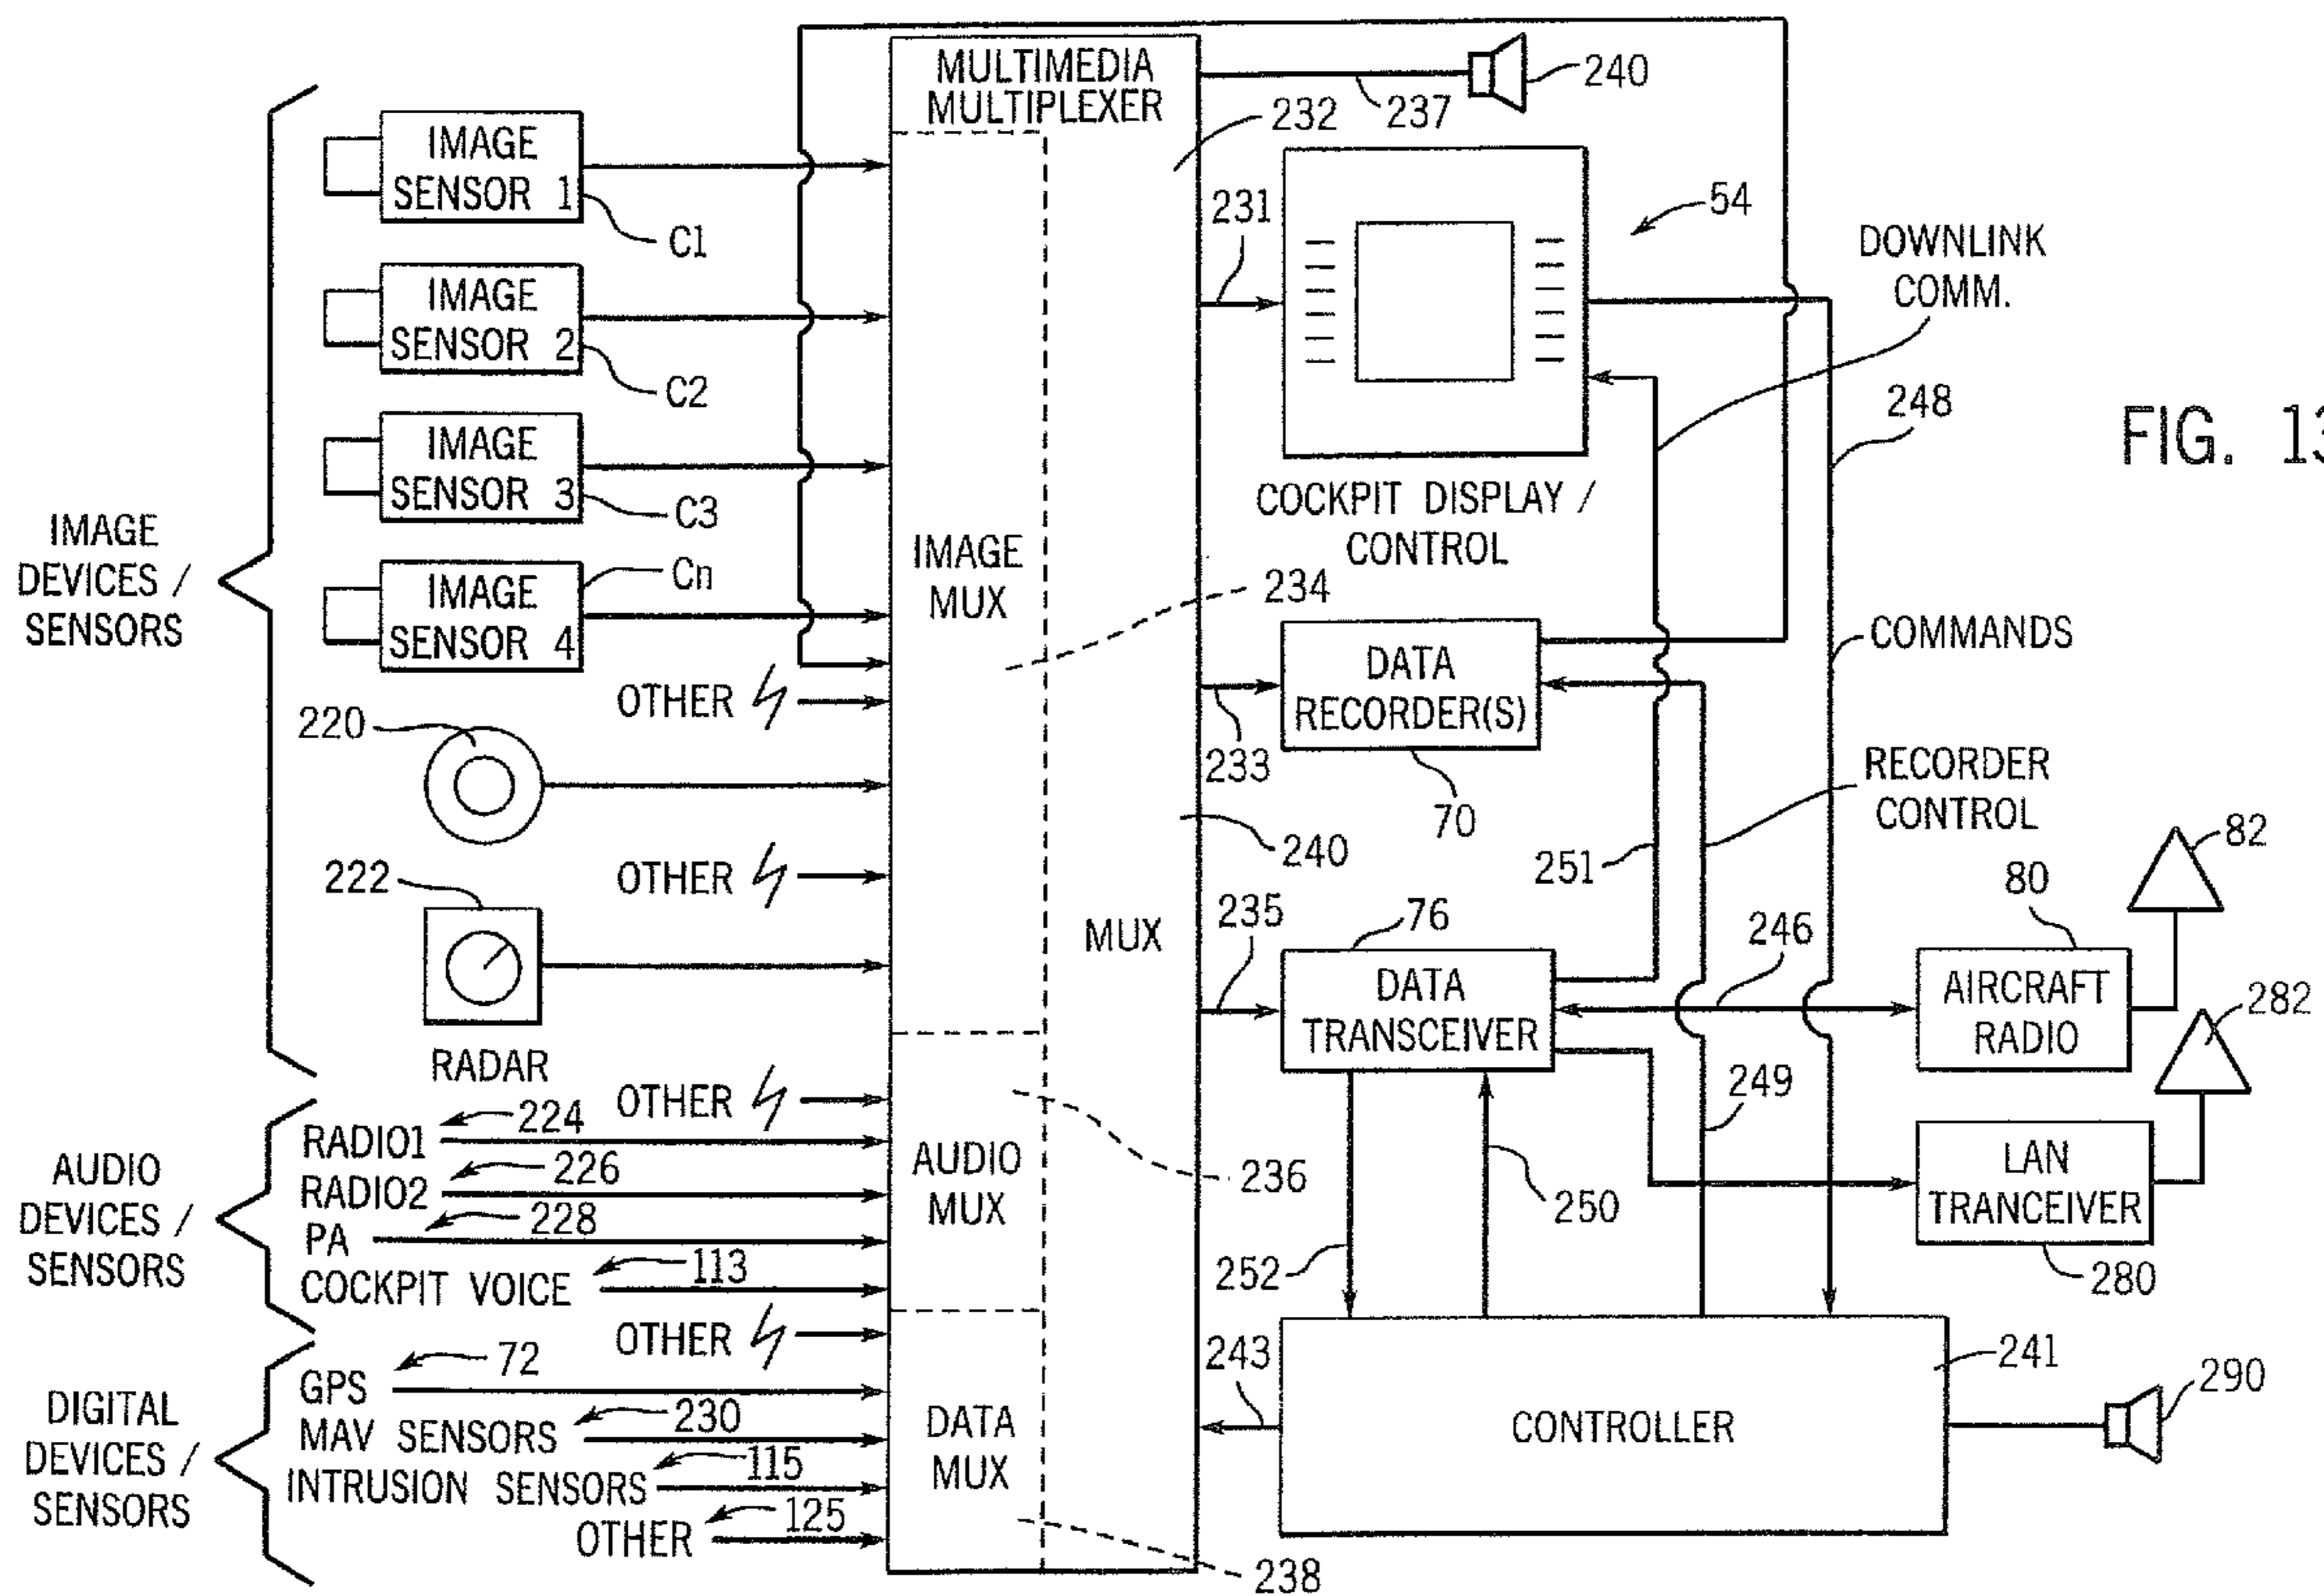 MULTIMEDIA
MULTIPLEXER
240
237
232
IMAGE
SENSOR 1
C1
231
54
DOWNLINK
COMM.
IMAGE
SENSOR 2
C2
248
FIG. 13
IMAGE
SENSOR 3
C3
COCKPIT DISPLAY /
CONTROL
IMAGE
DEVICES /
SENSORS
IMAGE
SENSOR 4
Cn
IMAGE
MUX
234
COMMANDS
OTHER
DATA
RECORDER(S)
233
70
220
RECORDER
CONTROL
240
251
OTHER
222
82
80
76
MUX
235
246
DATA
TRANSCEIVER
AIRCRAFT
RADIO
282
RADAR
OTHER
249
AUDIO
DEVICES /
SENSORS
RADIO1
224
RADIO2
226
PA
228
COCKPIT VOICE
113
AUDIO
MUX
236
250
252
LAN
TRANCEIVER
280
OTHER
DIGITAL
DEVICES /
SENSORS
GPS
72
MAV SENSORS
230
INTRUSION SENSORS
115
OTHER
125
DATA
MUX
238
243
CONTROLLER
241
290